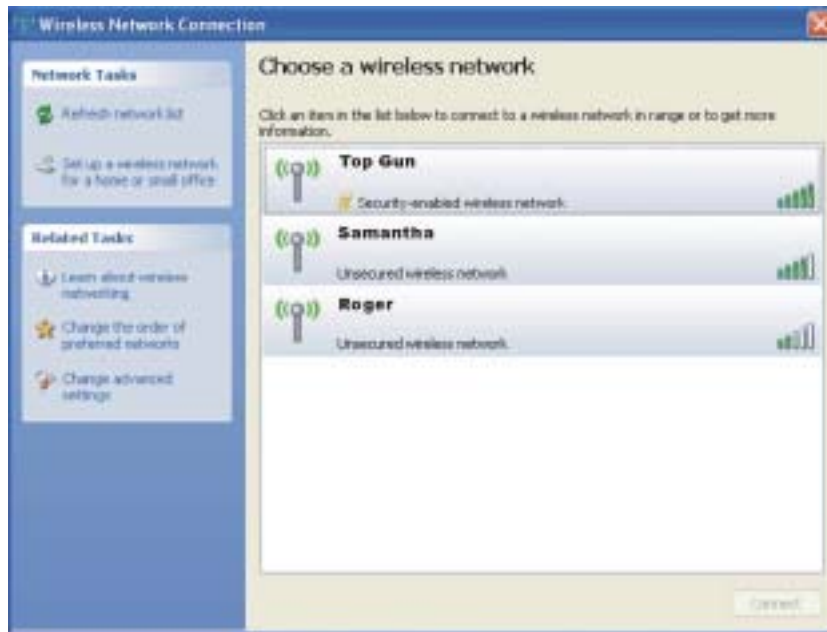 Wireless Network Connection
Network Tasks
Refresh network list
Set up a wireless network
for a home or small office
Related Tasks
Learn about wireless
networking
Change the order of
preferred networks
Change advanced
settings
Choose a wireless network
Click an item in the list below to connect to a wireless network in range or to get more
information.
Top Gun
Security-enabled wireless network
Samantha
Unsecured wireless network
Roger
Unsecured wireless network
Connect